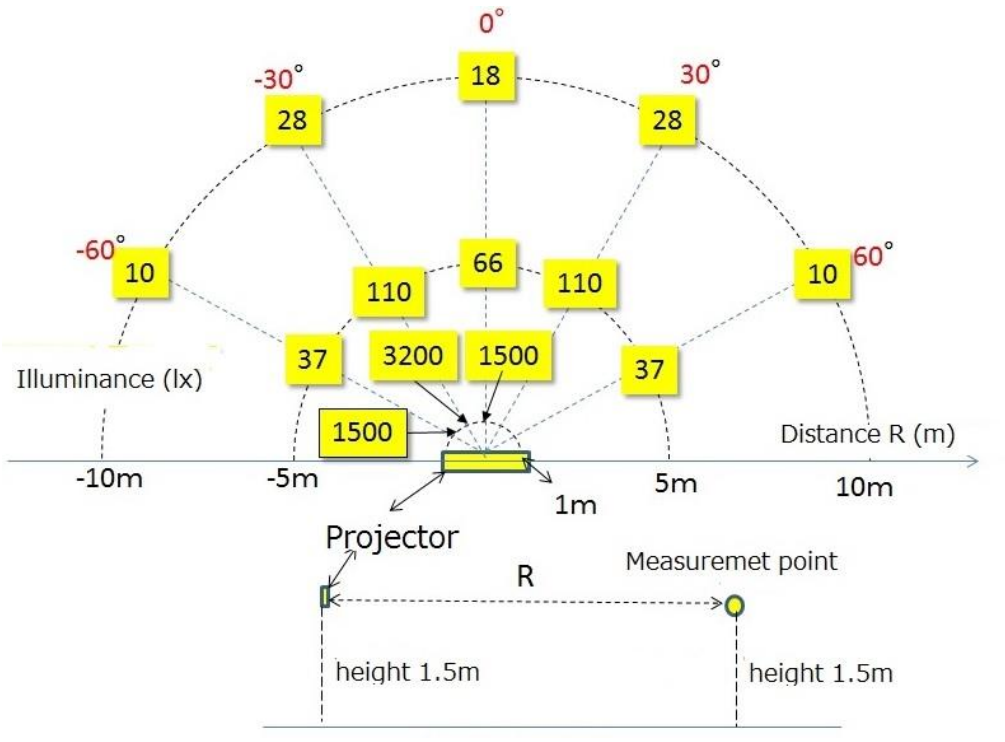 0°
-30°
18
30°
28
28
-60°
10
66
60°
10
110
110
37
3200
1500
37
Illuminance (lx)
1500
Distance R (m)
-10m
-5m
5m
10m
1m
Projector
R
Measuremet point
height 1.5m
height 1.5m